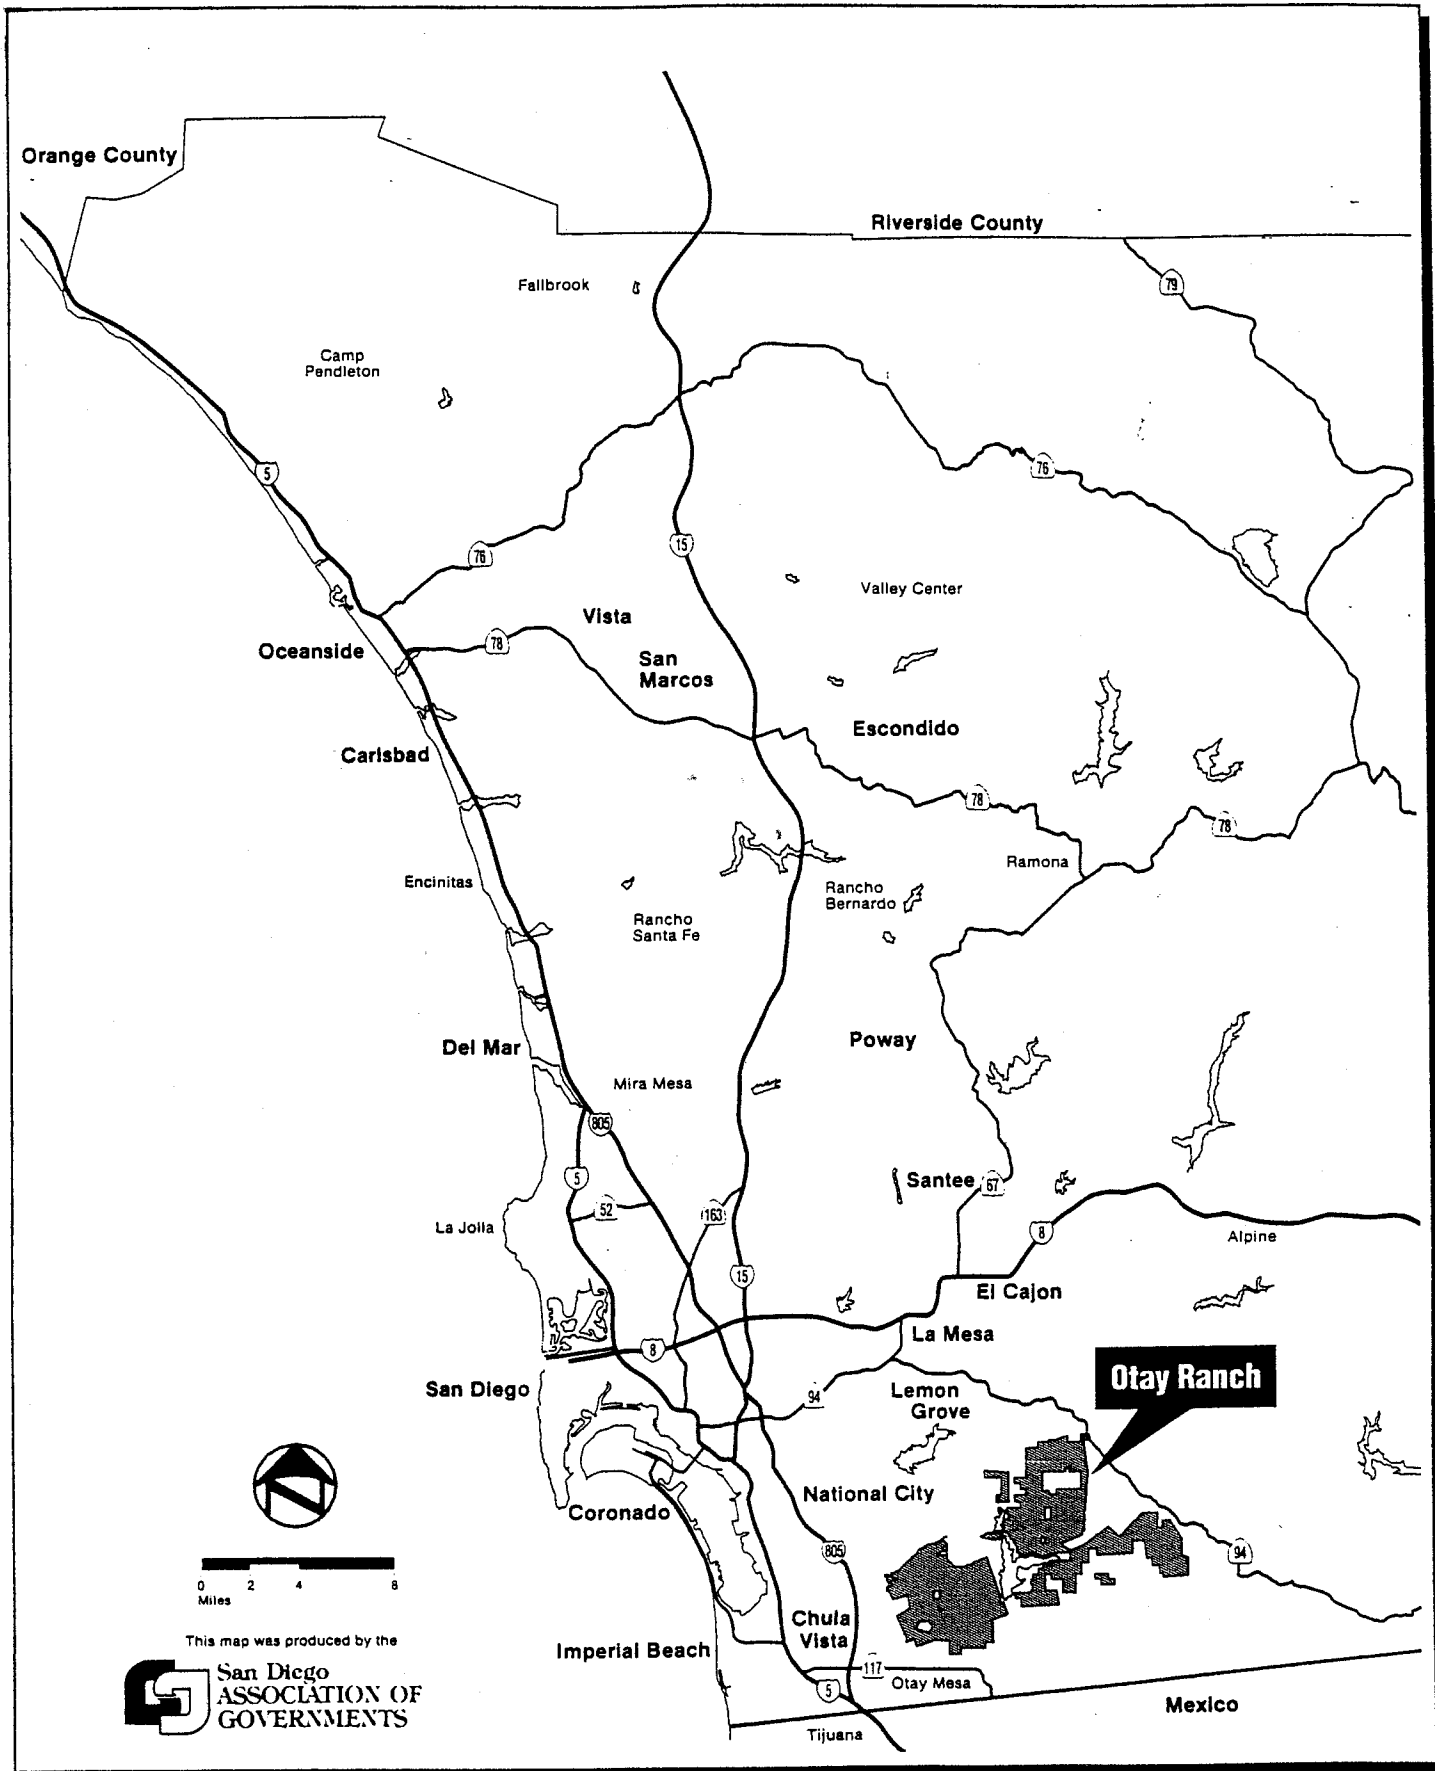 Orange County
Riverside County
79
Fallbrook
Camp
Pendleton
5
76
76
15
Valley Center
Vista
78
Oceanside
San
Marcos
Escondido
Carlsbad
78
78
Ramona
Encinitas
Rancho
Bernardo
Rancho
Santa Fe
Poway
Del Mar
Mira Mesa
805
5
Santee
67
52
163
La Jolla
8
Alpine
15
El Cajon
La Mesa
8
San Diego
94
Lemon
Grove
Otay Ranch
National City
Coronado
805
94
0
2
4
8
Miles
Chula
Vista
Imperial Beach
117
Otay Mesa
5
Mexico
Tijuana
This map was produced by the
San Diego
ASSOCIATION OF
GOVERNMENTS